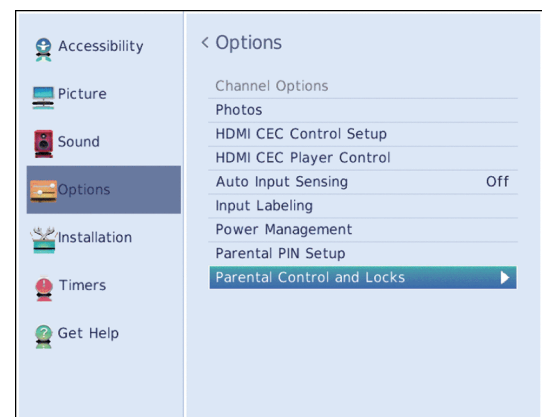 Accessibility
Picture
Sound
Options
Installation
Timers
Get Help
< Options
Channel Options
Photos
HDMI CEC Control Setup
HDMI CEC Player Control
Auto Input Sensing Off
Input Labeling
Power Management
Parental PIN Setup
Parental Control and Locks